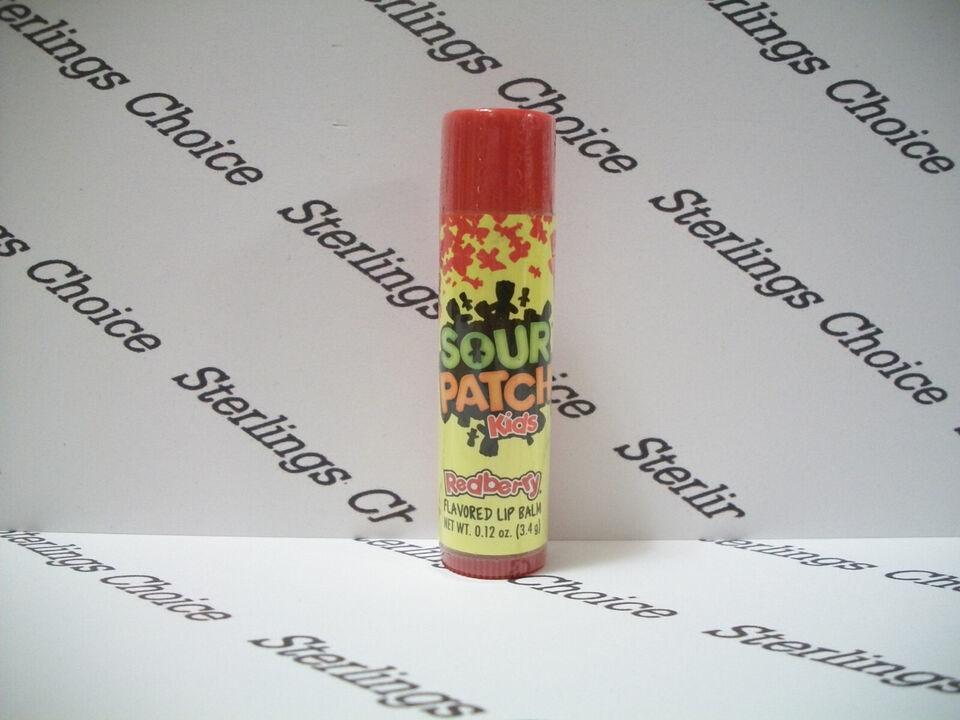 SOUR
PATCH
Kids
Redberry
FLAVORED LIP BALM
NET WT. 0.12 oz. (3.4 g)
Sterlings Choice
Choice
Sterlings Choice
Sterlings Choice
Choice
Sterlings Choice
Sterlings
Choice
Sterlings Choice
Sterlings
Sterlings